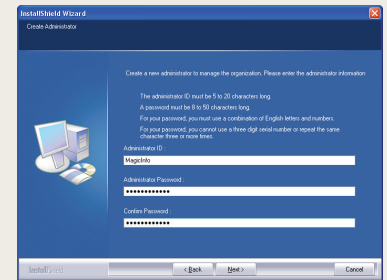 InstallShield Wizard
Create Administrator
Create a new administrator to manage the organization. Please enter the administrator information
The administrator ID must be 5 to 20 characters long.
A password must be 8 to 50 characters long.
For your password, you must use a combination of English letters and numbers.
For your password, you cannot use a three digit serial number or repeat the same
character three or more times.
Administrator ID :
MagicInfo
Administrator Password :
••••••••••••
Confirm Password :
••••••••••••
InstallShield
< Back
Next >
Cancel